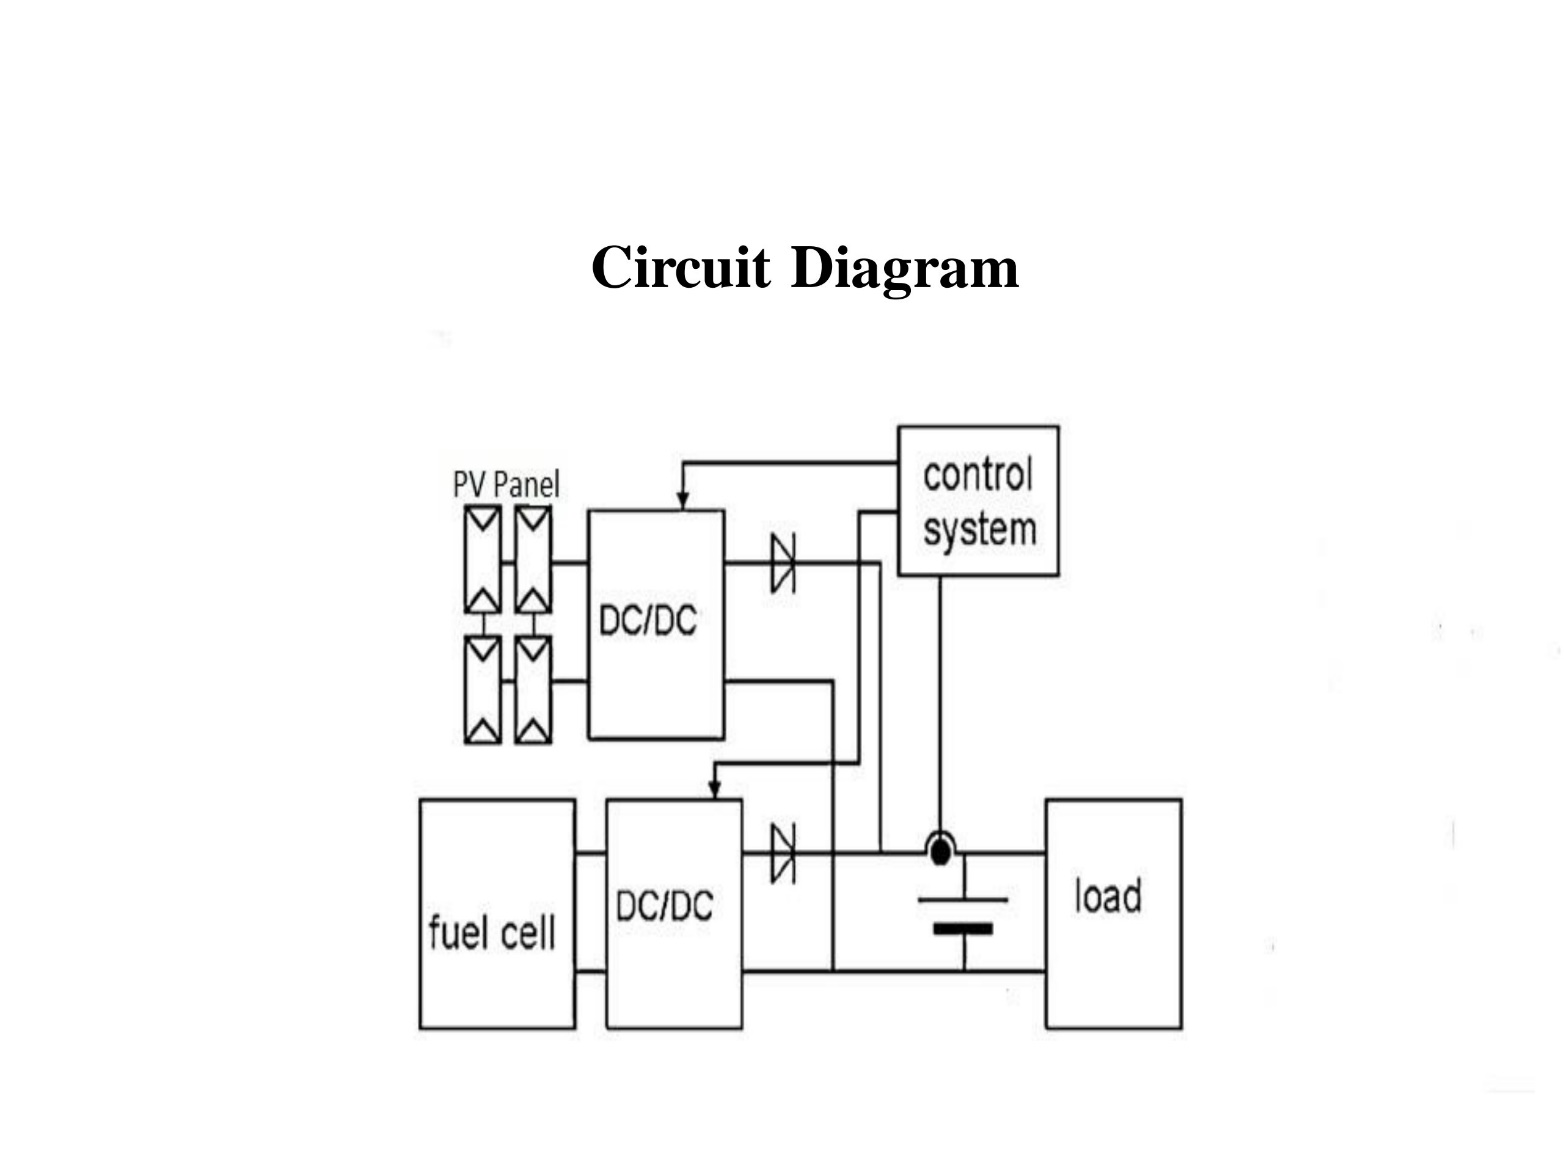 Circuit Diagram
PV Panel
control
system
DC/DC
fuel cell
DC/DC
load